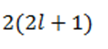 2(2l + 1)